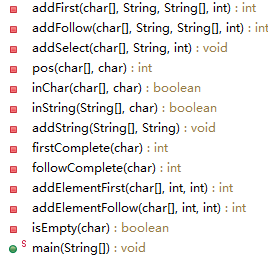 addFirst(char[], String, String[], int) : int
addFollow(char[], String, String[], int) : int
addSelect(char[], String, int) : void
pos(char[], char) : int
inChar(char[], char) : boolean
inString(String[], char) : boolean
addString(String[], String) : void
firstComplete(char) : int
followComplete(char) : int
addElementFirst(char[], int, int) : int
addElementFollow(char[], int, int) : int
isEmpty(char) : boolean
S main(String[]) : void